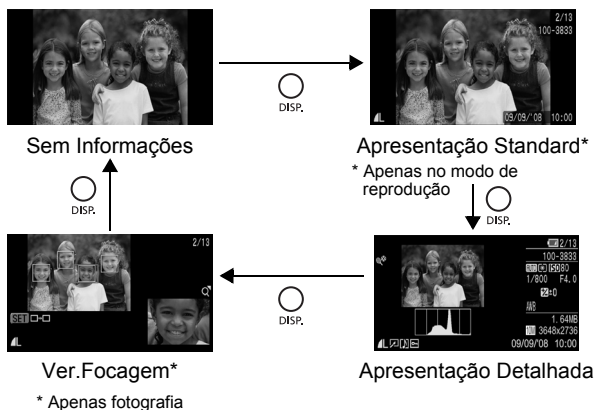 2/13
100-3833
09/09/'08 10:00
L
DISP.
Sem Informações
Apresentação Standard*
* Apenas no modo de
reprodução
DISP.
DISP.
2/13
SET
L
2/13
100-3833
ISO 80
1/800 F4.0
±0
AWB
1.64MB
3648x2736
L
09/09/'08 10:00
DISP.
Ver.Focagem*
Apresentação Detalhada
* Apenas fotografia